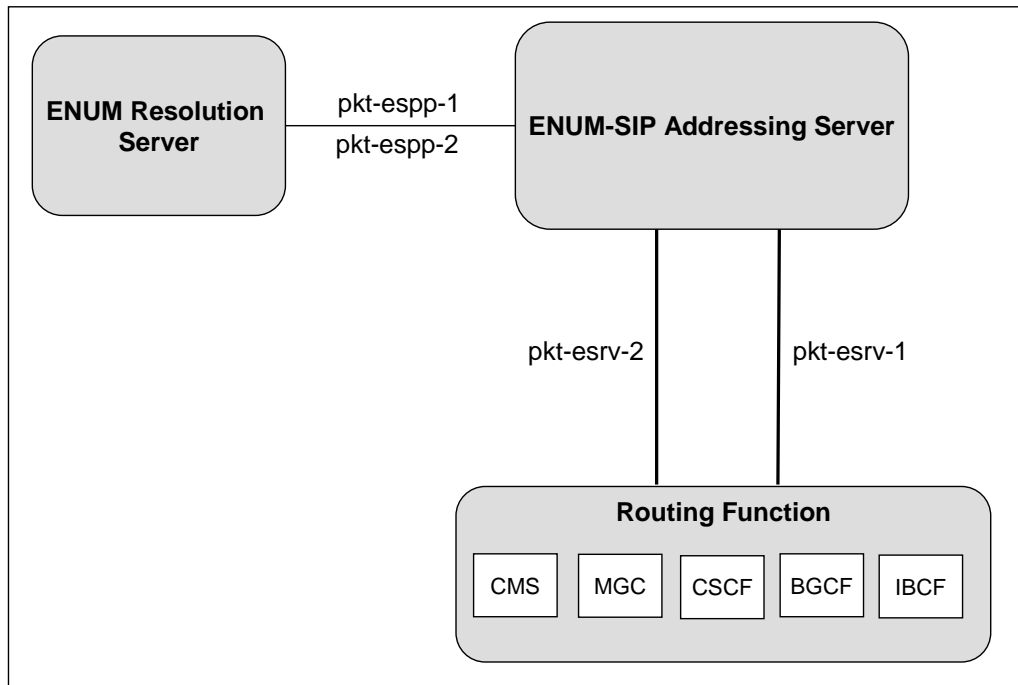 ENUM Resolution
Server
pkt-espp-1
pkt-espp-2
ENUM-SIP Addressing Server
pkt-esrv-2
pkt-esrv-1
Routing Function
CMS
MGC
CSCF
BGCF
IBCF